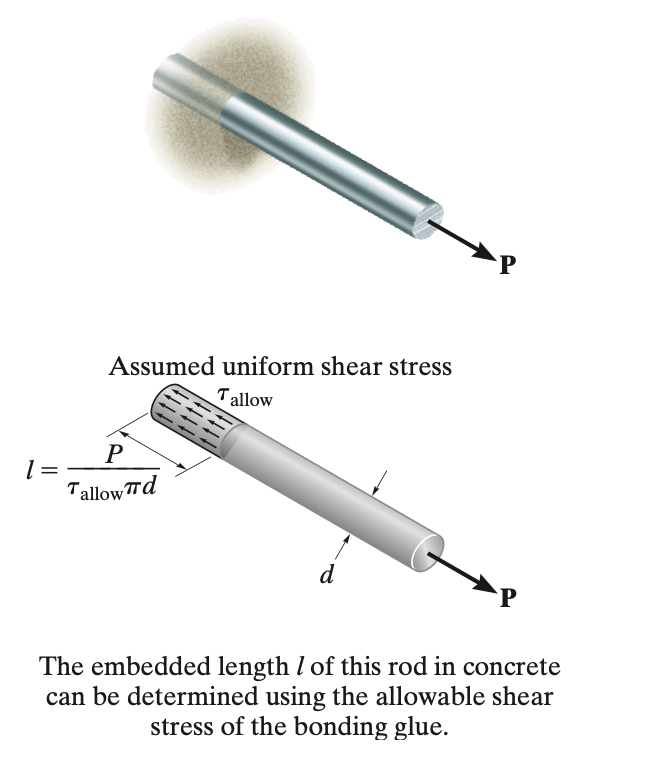 P
Assumed uniform shear stress
τallow
l = P / τallowπd
d
P
The embedded length l of this rod in concrete
can be determined using the allowable shear
stress of the bonding glue.